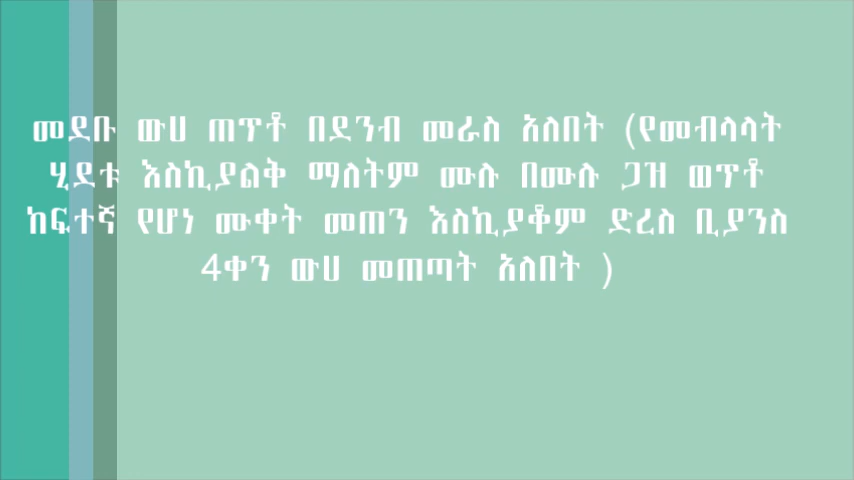 መደቡ ውሀ ጠጥቶ በደንብ መራስ አለበት (የመብላላት
ሂደቱ እስኪያልቅ ማለትም ሙሉ በሙሉ ጋዝ ወጥቶ
ከፍተኛ የሆነ ሙቀት መጠን እስኪያቆም ድረስ ቢያንስ
4ቀን ውሀ መጠጣት አለበት )